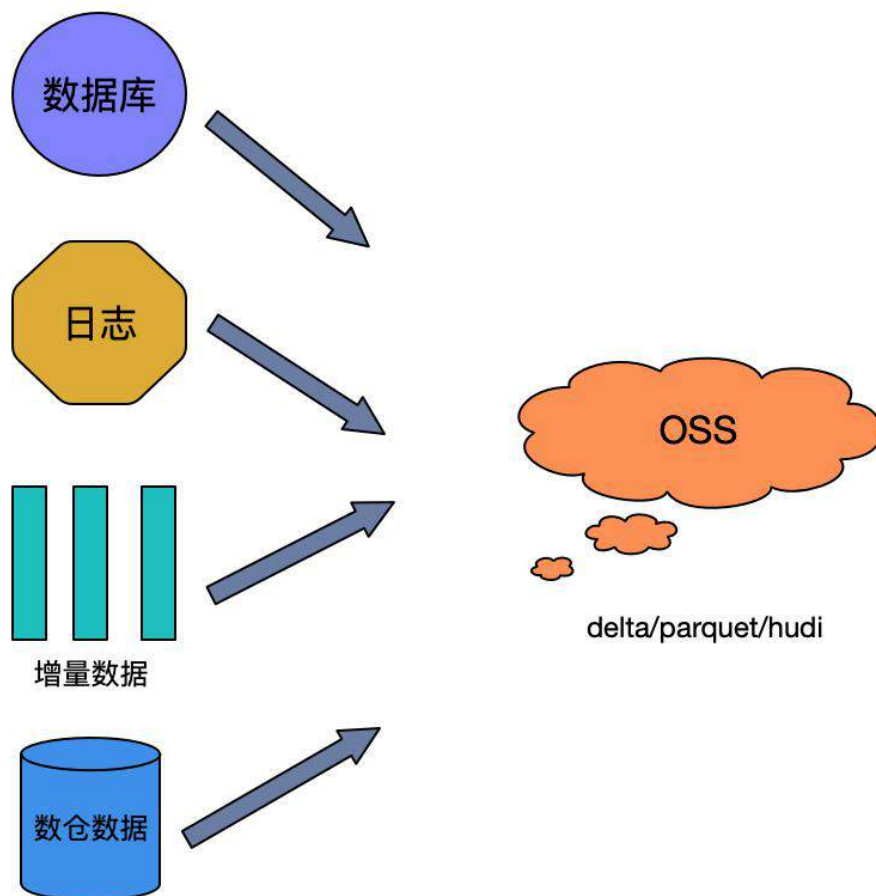 数据库
日志
OSS
delta/parquet/hudi
增量数据
数仓数据